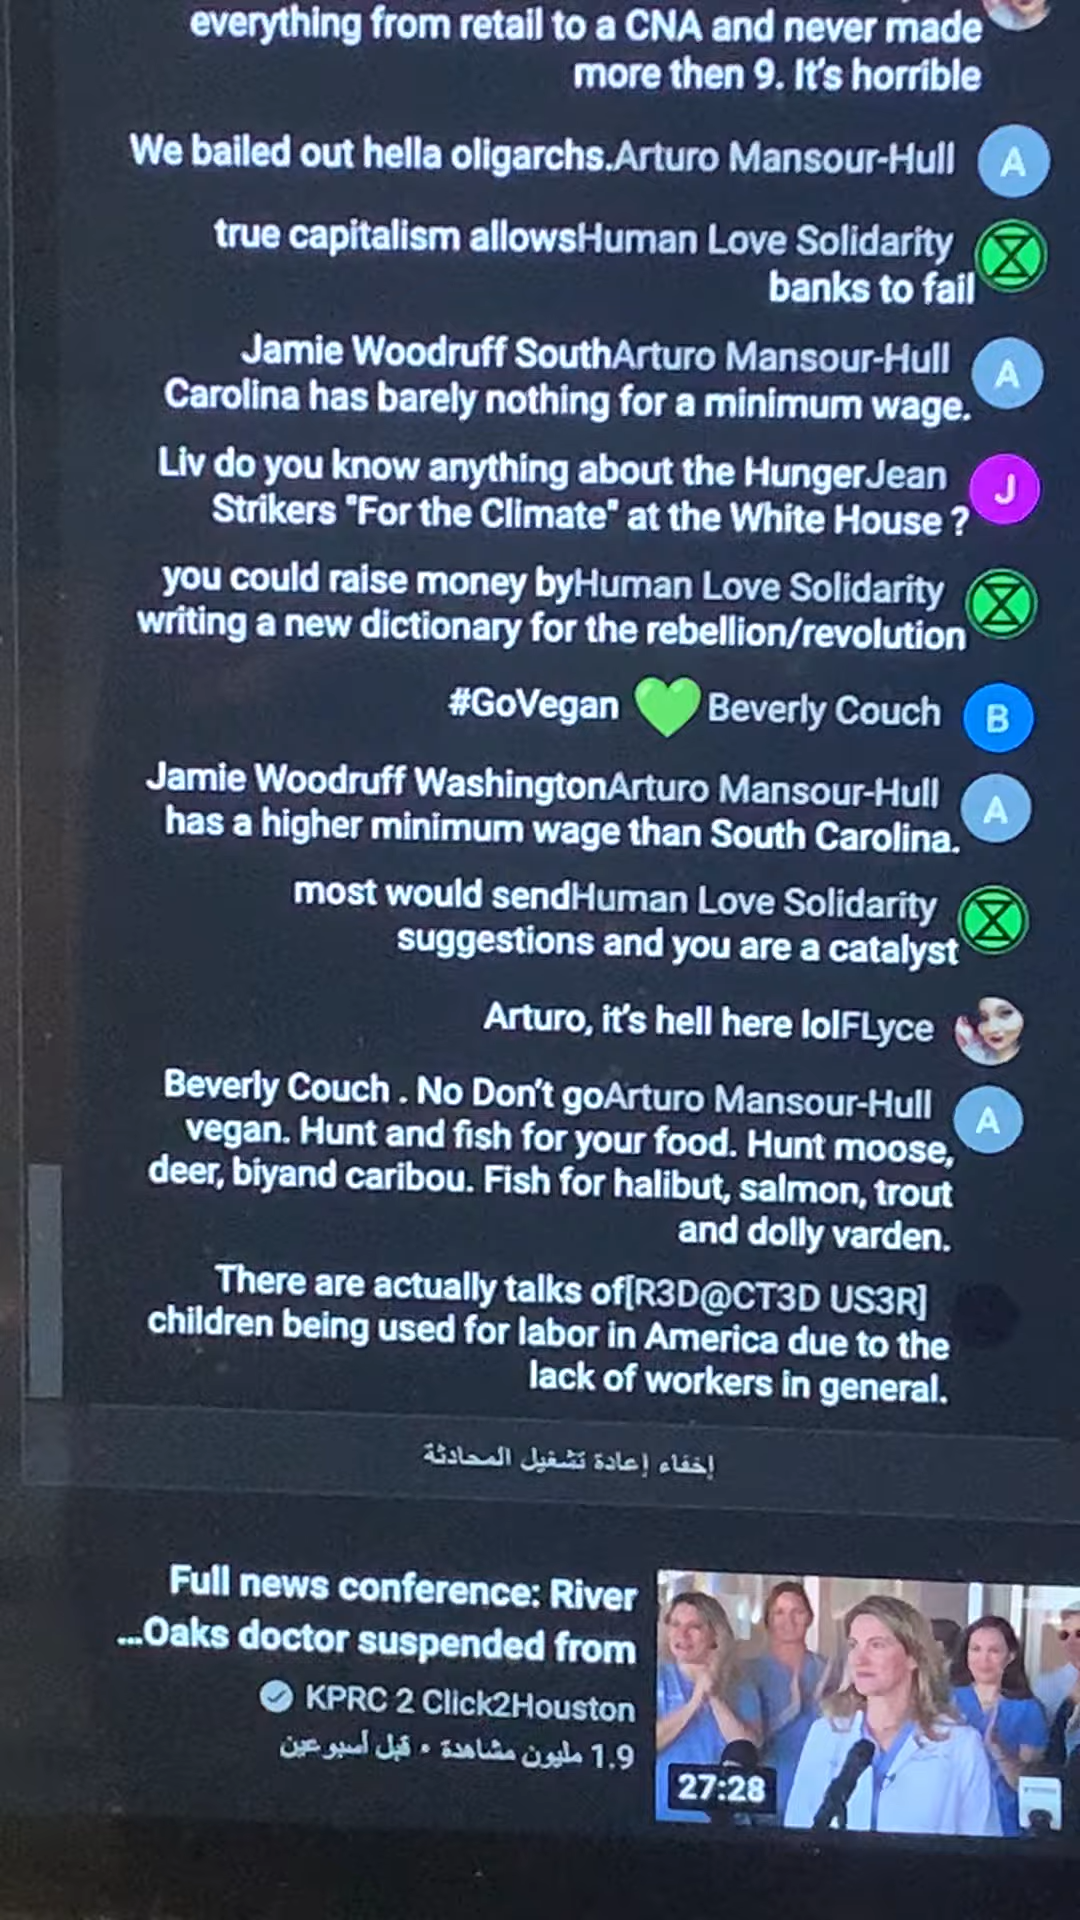 everything from retail to a CNA and never made
more then 9. It's horrible
We bailed out hella oligarchs.Arturo Mansour-Hull
A
true capitalism allowsHuman Love Solidarity
banks to fail
Jamie Woodruff SouthArturo Mansour-Hull
A
Carolina has barely nothing for a minimum wage.
Liv do you know anything about the HungerJean
J
Strikers "For the Climate" at the White House ?
you could raise money byHuman Love Solidarity
writing a new dictionary for the rebellion/revolution
#GoVegan 💚 Beverly Couch
B
Jamie Woodruff WashingtonArturo Mansour-Hull
A
has a higher minimum wage than South Carolina.
most would sendHuman Love Solidarity
suggestions and you are a catalyst
Arturo, it's hell here lolFLyce
Beverly Couch . No Don't goArturo Mansour-Hull
A
vegan. Hunt and fish for your food. Hunt moose,
deer, biyand caribou. Fish for halibut, salmon, trout
and dolly varden.
There are actually talks of[R3D@CT3D US3R]
children being used for labor in America due to the
lack of workers in general.
إخفاء إعادة تشغيل المحادثة
Full news conference: River
...Oaks doctor suspended from
KPRC 2 Click2Houston
1.9 مليون مشاهدة • قبل أسبوعين
27:28